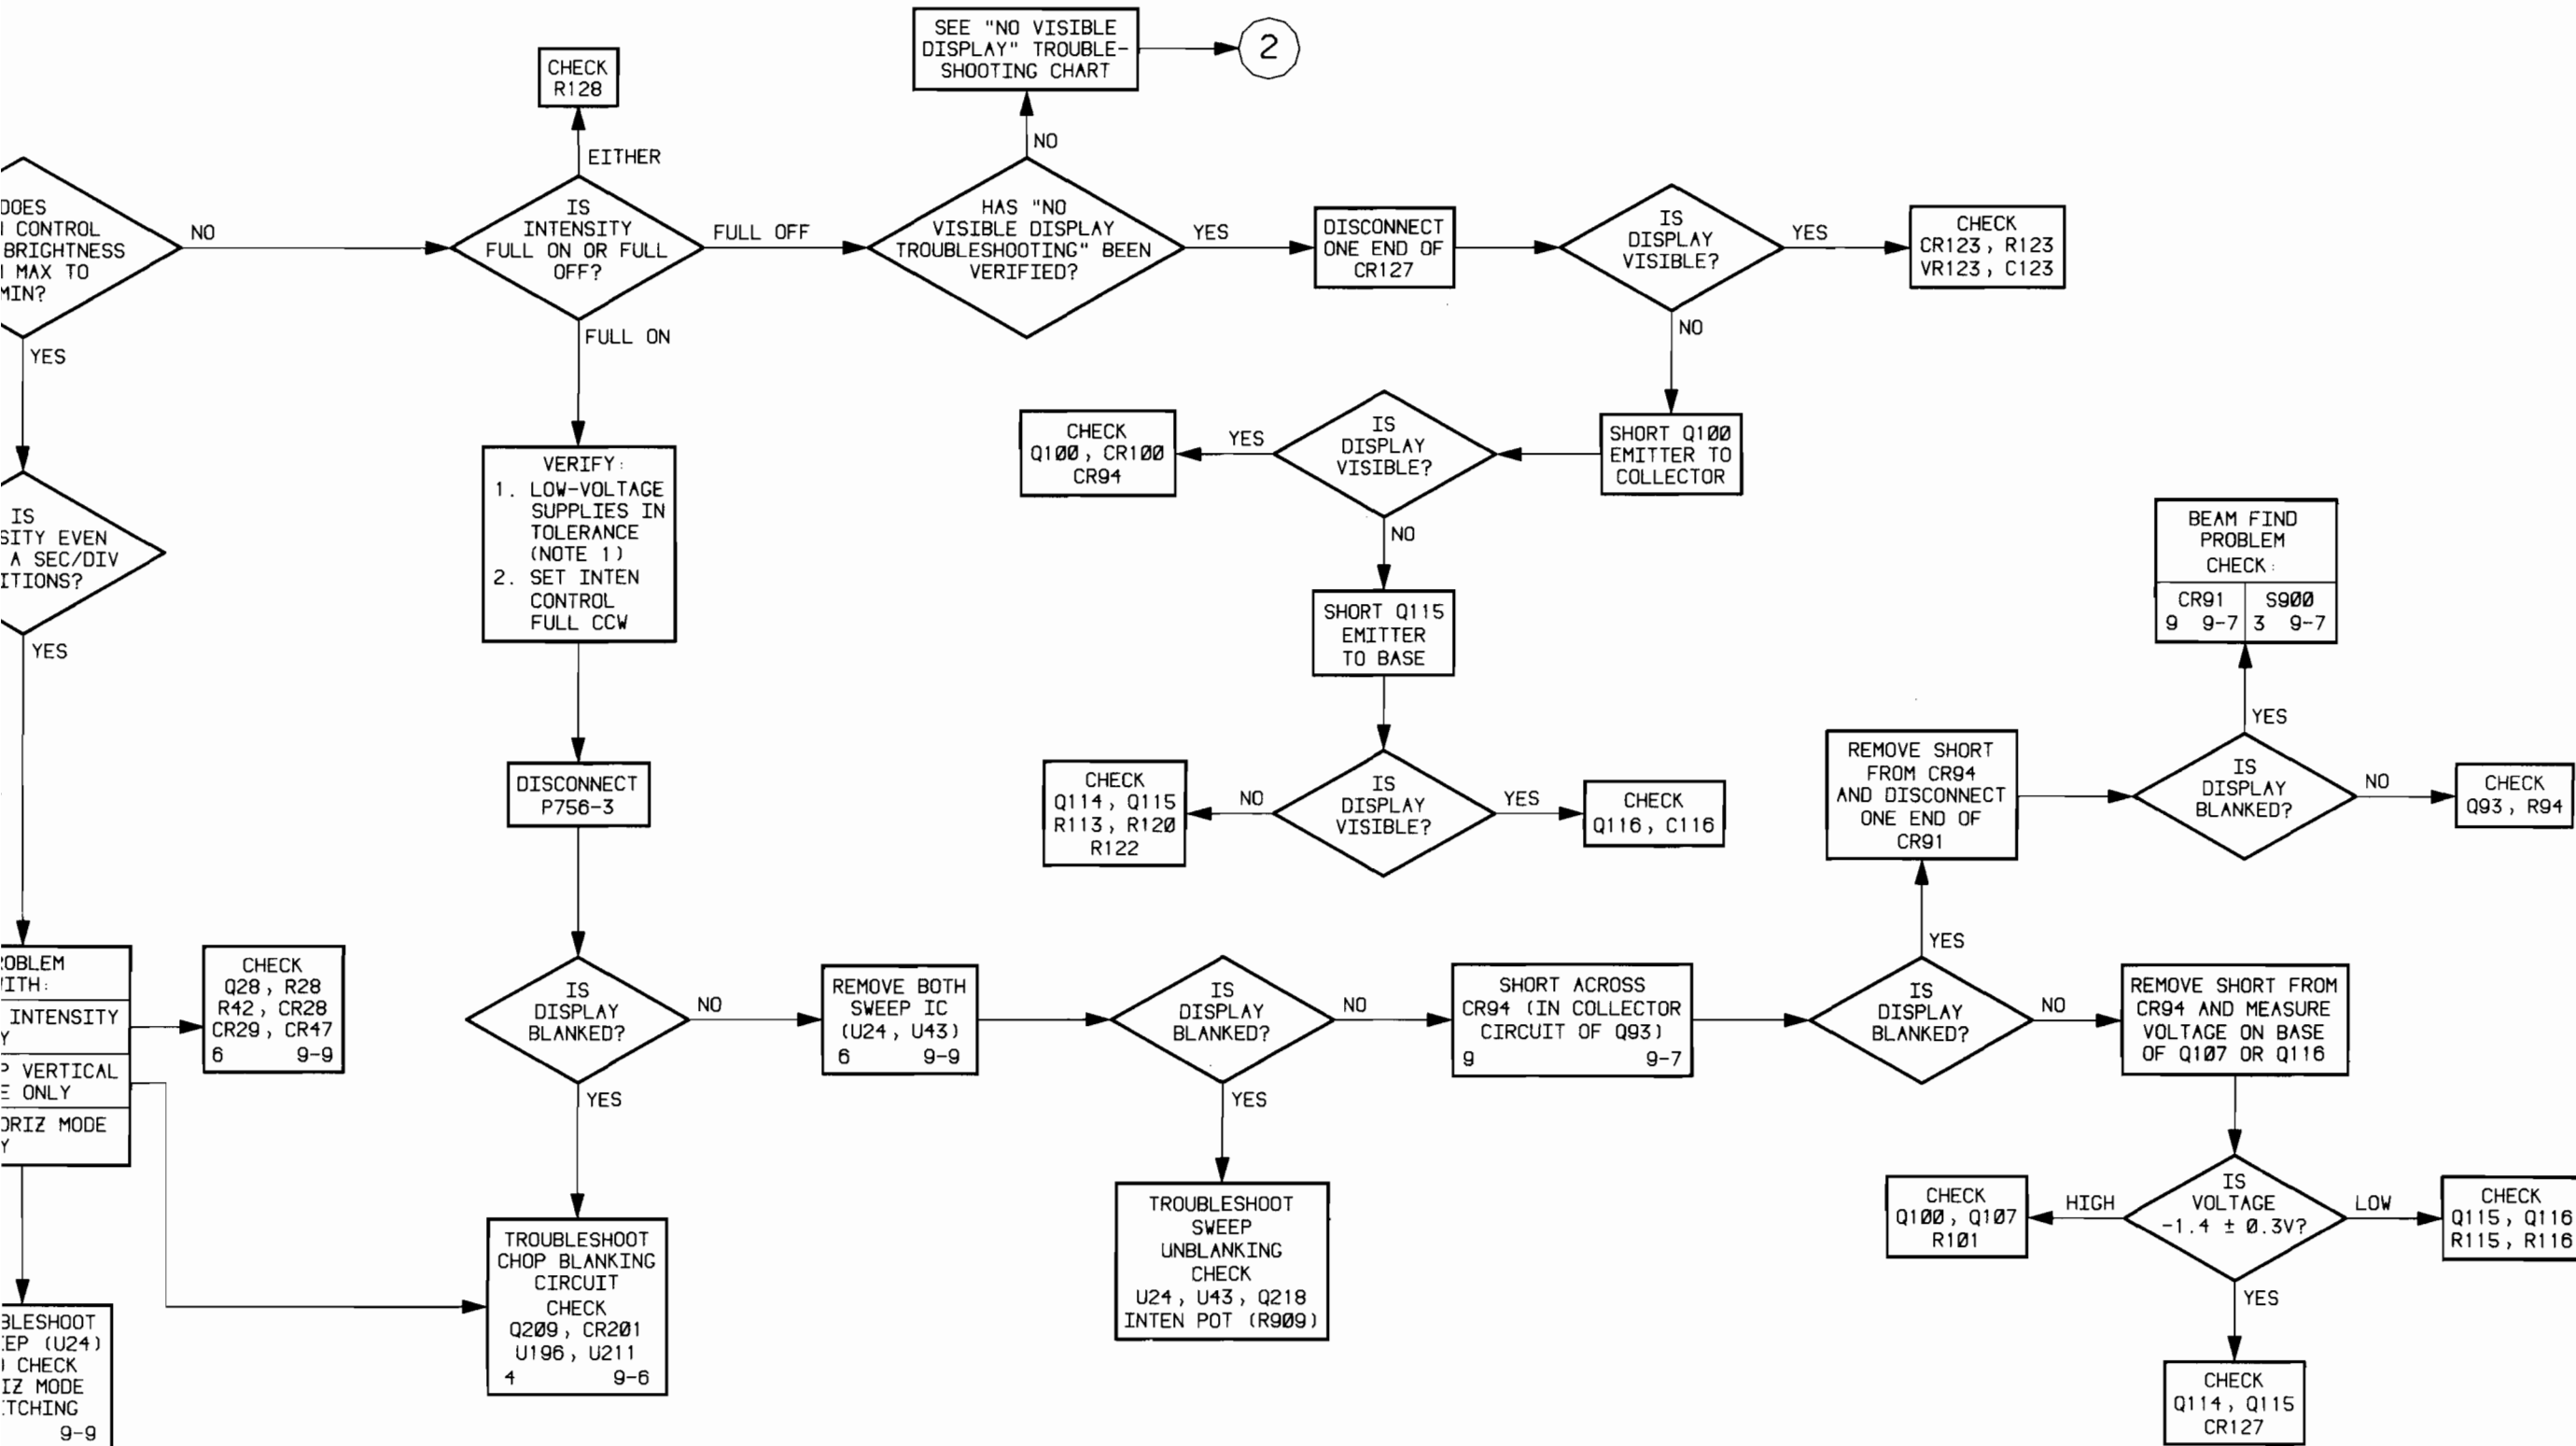 SEE "NO VISIBLE
DISPLAY" TROUBLE-
SHOOTING CHART
2
CHECK
R128
NO
EITHER
DOES
CONTROL
BRIGHTNESS
MAX TO
MIN?
NO
IS
INTENSITY
FULL ON OR FULL
OFF?
FULL OFF
HAS "NO
VISIBLE DISPLAY
TROUBLESHOOTING" BEEN
VERIFIED?
YES
DISCONNECT
ONE END OF
CR127
IS
DISPLAY
VISIBLE?
YES
CHECK
CR123, R123
VR123, C123
YES
FULL ON
NO
CHECK
Q100, CR100
CR94
YES
IS
DISPLAY
VISIBLE?
SHORT Q100
EMITTER TO
COLLECTOR
VERIFY:
1. LOW-VOLTAGE
SUPPLIES IN
TOLERANCE
(NOTE 1)
2. SET INTEN
CONTROL
FULL CCW
IS
EVEN
A SEC/DIV
YES
NO
SHORT Q115
EMITTER
TO BASE
BEAM FIND
PROBLEM
CHECK:
CR91 S900
9 9-7 3 9-7
YES
DISCONNECT
P756-3
CHECK
Q114, Q115
R113, R120
R122
NO
IS
DISPLAY
VISIBLE?
YES
CHECK
Q116, C116
REMOVE SHORT
FROM CR94
AND DISCONNECT
ONE END OF
CR91
IS
DISPLAY
BLANKED?
NO
CHECK
Q93, R94
YES
INTENSITY
VERTICAL
ONLY
MODE
CHECK
Q28, R28
R42, CR28
CR29, CR47
6 9-9
IS
DISPLAY
BLANKED?
NO
REMOVE BOTH
SWEEP IC
(U24, U43)
6 9-9
IS
DISPLAY
BLANKED?
NO
SHORT ACROSS
CR94 (IN COLLECTOR
CIRCUIT OF Q93)
9 9-7
IS
DISPLAY
BLANKED?
NO
REMOVE SHORT FROM
CR94 AND MEASURE
VOLTAGE ON BASE
OF Q107 OR Q116
YES
YES
TROUBLESHOOT
CHOP BLANKING
CIRCUIT
CHECK
Q209, CR201
U196, U211
4 9-6
TROUBLESHOOT
SWEEP
UNBLANKING
CHECK
U24, U43, Q218
INTEN POT (R909)
CHECK
Q100, Q107
R101
HIGH
IS
VOLTAGE
-1.4 ± 0.3V?
LOW
CHECK
Q115, Q116
R115, R116
YES
CHECK
Q114, Q115
CR127
(U24)
CHECK
MODE
9-9